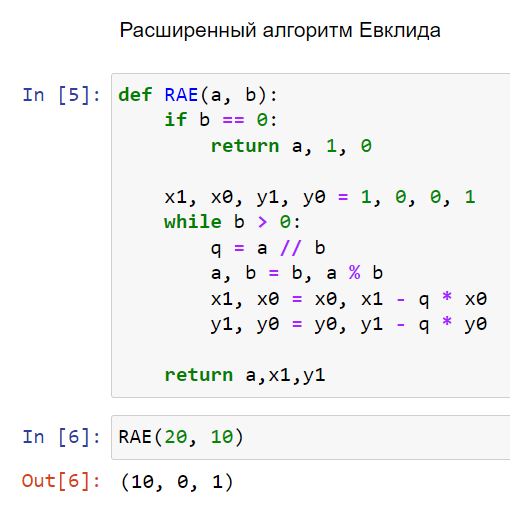 Расширенный алгоритм Евклида
In [5]: def RAE(a, b):
    if b == 0:
        return a, 1, 0

    x1, x0, y1, y0 = 1, 0, 0, 1
    while b > 0:
        q = a // b
        a, b = b, a % b
        x1, x0 = x0, x1 - q * x0
        y1, y0 = y0, y1 - q * y0

    return a,x1,y1
In [6]: RAE(20, 10)
Out[6]: (10, 0, 1)